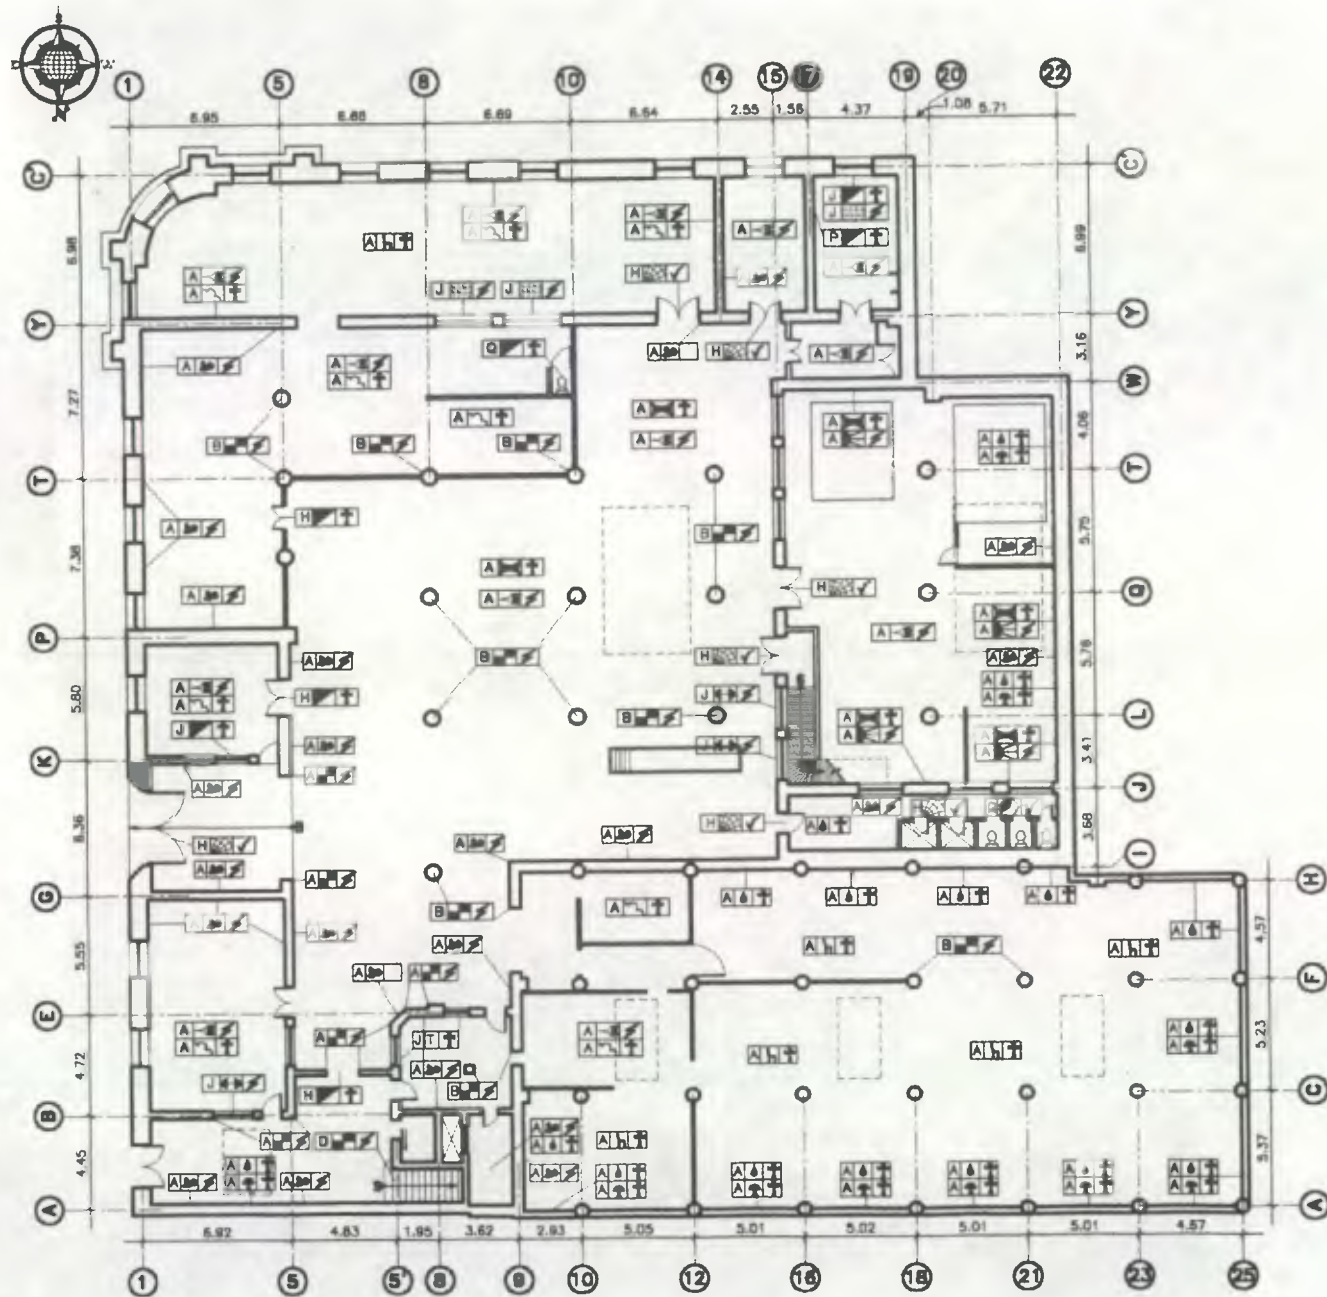 S
1 5 8 10 14 15 17 19 20 22
6.95 6.88 6.69 6.64 2.55 1.56 4.37 1.08 5.71
C' C'
6.98 6.99
A A A
A A A A A
J
J
P
A
A H
A
J J
Y Y
A H A 3.16
Q
A A
A
W
7.27 A A A A 4.06
A A A A
B B B
T T
A H B A 5.75
7.38 A
A
H Q
A A
A
P A
B H A 5.78
A A A
A H J A
A A
5.80 J B A L
A J A A
A A 3.41
K A J
A H A H
6.36 H A A A 3.68
A I
A
G H
B A A A A A A
A A A 4.57
A A B A
5.55 A A
F
E
A A A J T A A
A A A A A
4.72 J A 5.23
H B
C
B
A D A A
A
4.45 A A A A 5.37
A A A A A A A A
A A A A A A A
A A
6.92 4.83 1.95 3.62 2.93 5.05 5.01 5.02 5.01 5.01 4.57
1 5 5' 8 9 10 12 16 18 21 23 25